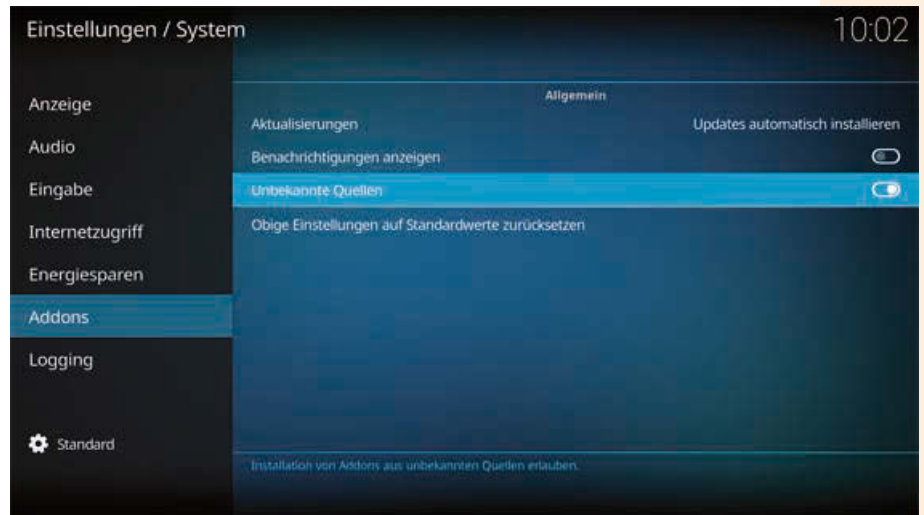 Einstellungen / System
10:02
Anzeige
Audio
Eingabe
Internetzugriff
Energiesparen
Addons
Logging
Standard
Allgemein
Aktualisierungen Updates automatisch installieren
Benachrichtigungen anzeigen
Unbekannte Quellen
Obige Einstellungen auf Standardwerte zurücksetzen
Installation von Addons aus unbekannten Quellen erlauben.